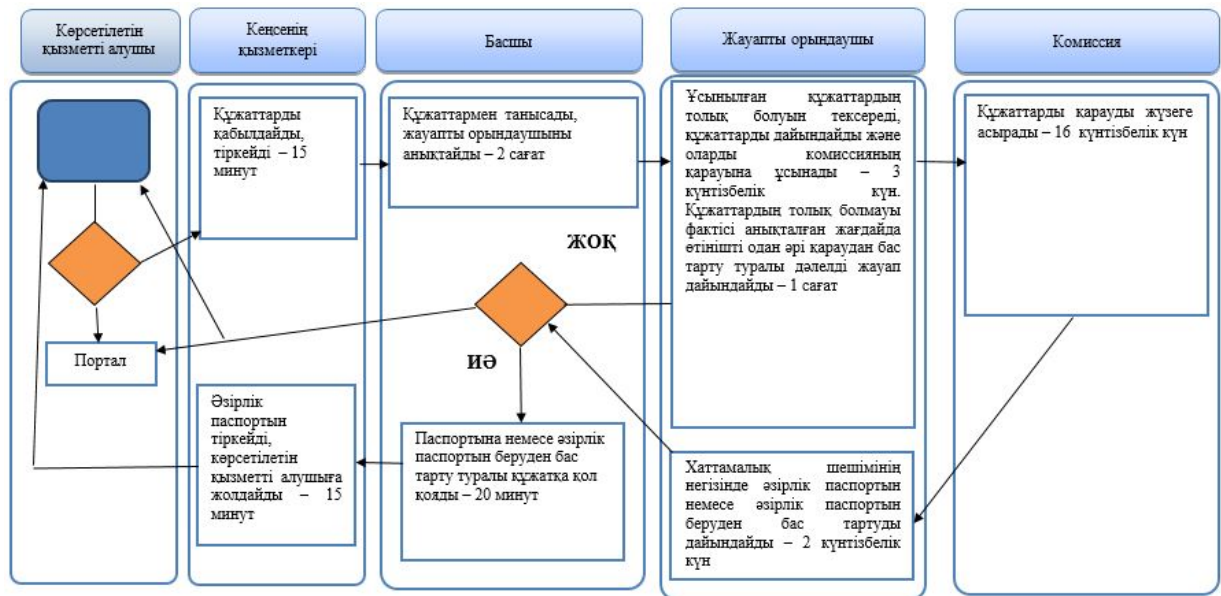 Көрсетілетін
қызметті алушы
Кеңсенің
қызметкері
Басшы
Жауапты орындаушы
Комиссия
Құжаттарды
қабылдайды,
тіркейді – 15
минут
Құжаттармен танысады,
жауапты орындаушыны
анықтайды – 2 сағат
Ұсынылған құжаттардың
толық болуын тексереді,
құжаттарды дайындайды және
оларды комиссияның
қарауына ұсынады – 3
күнтізбелік күн.
Құжаттардың толық болмауы
фактісі анықталған жағдайда
өтінішті одан әрі қараудан бас
тарту туралы дәлелді жауап
дайындайды – 1 сағат
Құжаттарды қарауды жүзеге
асырады – 16 күнтізбелік күн
ЖОҚ
ИӘ
Портал
Әзірлік
паспортын
тіркейді,
көрсетілетін
қызметті алушыға
жолдайды – 15
минут
Паспортына немесе әзірлік
паспортын беруден бас
тарту туралы құжатқа қол
қояды – 20 минут
Хаттамалық шешімінің
негізінде әзірлік паспортын
немесе әзірлік паспортын
беруден бас тартуды
дайындайды – 2 күнтізбелік
күн